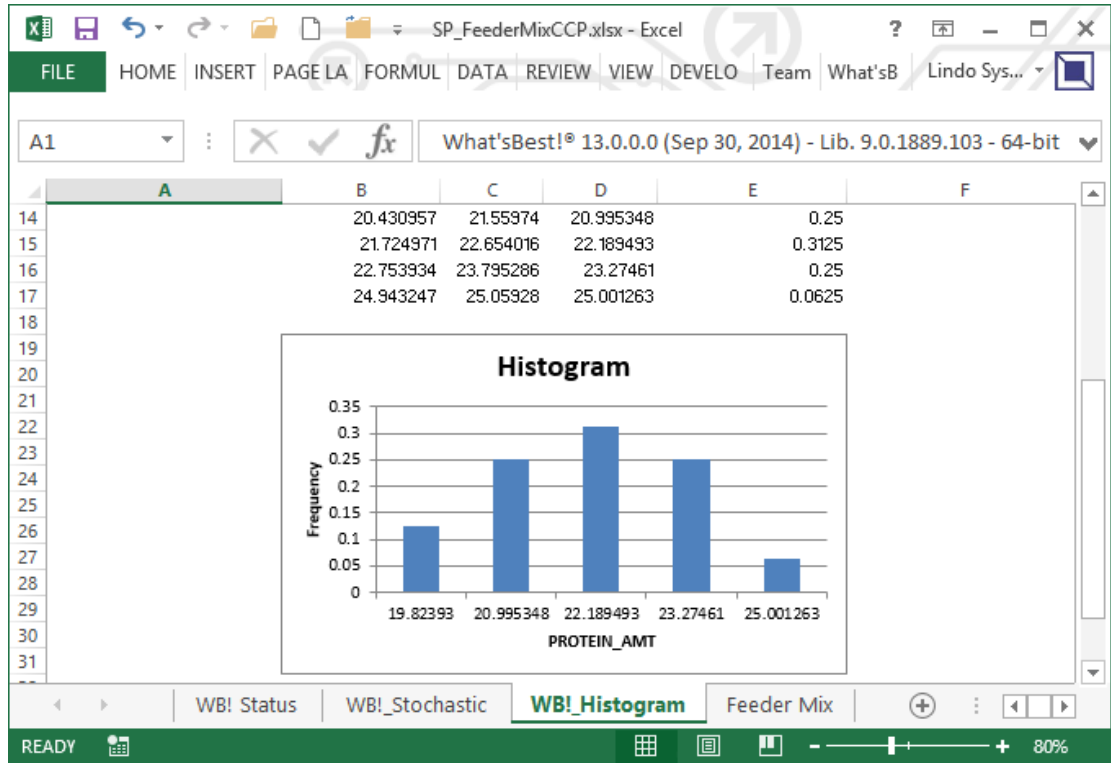 SP_FeederMixCCP.xlsx - Excel
FILE HOME INSERT PAGE LA FORMUL DATA REVIEW VIEW DEVELO Team What'sB Lindo Sys...
A1 fx What'sBest!® 13.0.0.0 (Sep 30, 2014) - Lib. 9.0.1889.103 - 64-bit
A B C D E F
14 20.430957 21.55974 20.995348 0.25
15 21.724971 22.654016 22.189493 0.3125
16 22.753934 23.795286 23.27461 0.25
17 24.943247 25.05928 25.001263 0.0625
18
19
20 Histogram
21 0.35
22 0.3
23 0.25
24 0.2
25 0.15
26 0.1
27 0.05
28 0
29 19.82393 20.995348 22.189493 23.27461 25.001263
30 PROTEIN_AMT
31
Frequency
WB! Status WB!_Stochastic WB!_Histogram Feeder Mix
READY 80%